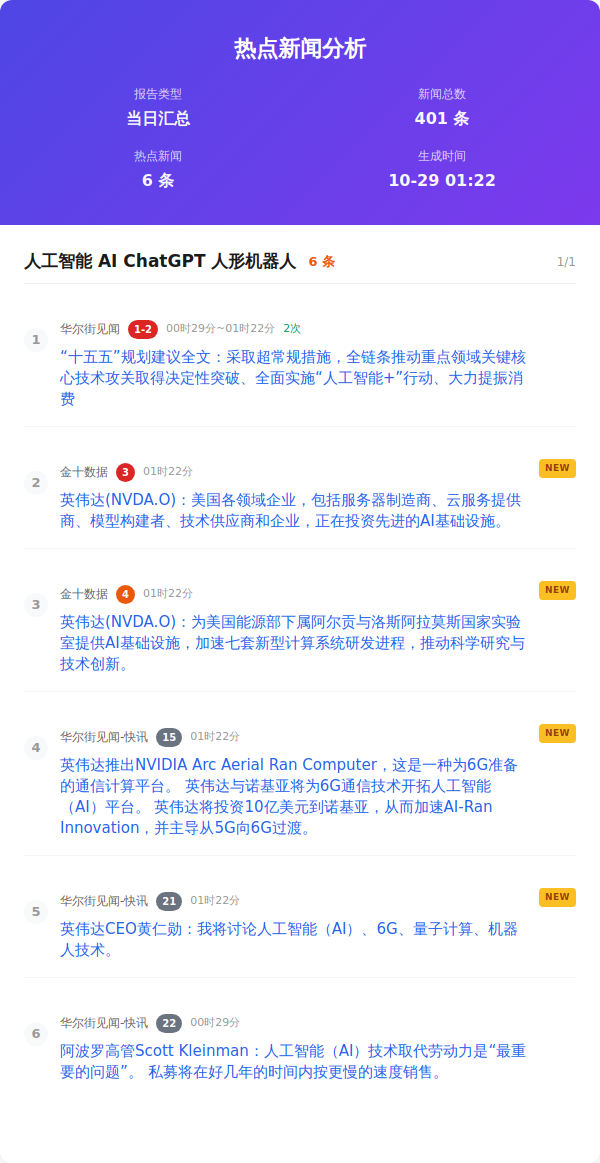 热点新闻分析
报告类型
当日汇总
新闻总数
401 条
热点新闻
6 条
生成时间
10-29 01:22
人工智能 AI ChatGPT 人形机器人 6 条 1/1
1
华尔街见闻 1-2 00时29分~01时22分 2次
“十五五”规划建议全文：采取超常规措施，全链条推动重点领域关键核
心技术攻关取得决定性突破、全面实施“人工智能+”行动、大力提振消
费
2
金十数据 3 01时22分 NEW
英伟达(NVDA.O)：美国各领域企业，包括服务器制造商、云服务提供
商、模型构建者、技术供应商和企业，正在投资先进的AI基础设施。
3
金十数据 4 01时22分 NEW
英伟达(NVDA.O)：为美国能源部下属阿尔贡与洛斯阿拉莫斯国家实验
室提供AI基础设施，加速七套新型计算系统研发进程，推动科学研究与
技术创新。
4
华尔街见闻-快讯 15 01时22分 NEW
英伟达推出NVIDIA Arc Aerial Ran Computer，这是一种为6G准备
的通信计算平台。 英伟达与诺基亚将为6G通信技术开拓人工智能
（AI）平台。 英伟达将投资10亿美元到诺基亚，从而加速AI-Ran
Innovation，并主导从5G向6G过渡。
5
华尔街见闻-快讯 21 01时22分 NEW
英伟达CEO黄仁勋：我将讨论人工智能（AI）、6G、量子计算、机器
人技术。
6
华尔街见闻-快讯 22 00时29分
阿波罗高管Scott Kleinman：人工智能（AI）技术取代劳动力是“最重
要的问题”。 私募将在好几年的时间内按更慢的速度销售。